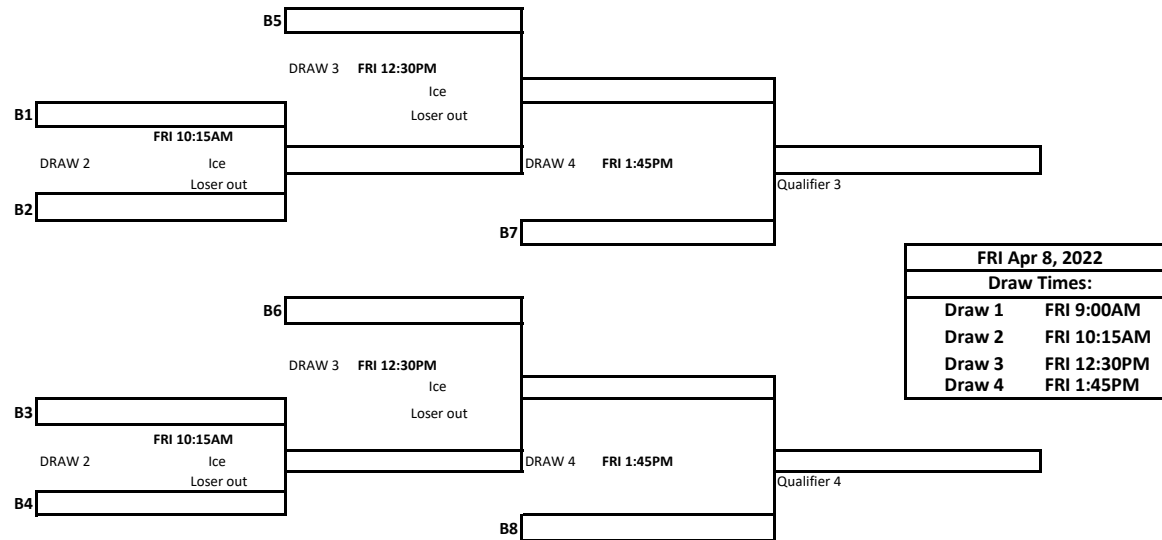 B5
DRAW 3 FRI 12:30PM
Ice
B1 Loser out
FRI 10:15AM
DRAW 2 Ice DRAW 4 FRI 1:45PM
Loser out Qualifier 3
B2
B7
FRI Apr 8, 2022
Draw Times:
B6 Draw 1 FRI 9:00AM
Draw 2 FRI 10:15AM
DRAW 3 FRI 12:30PM Draw 3 FRI 12:30PM
Ice Draw 4 FRI 1:45PM
B3 Loser out
FRI 10:15AM
DRAW 2 Ice DRAW 4 FRI 1:45PM
Loser out Qualifier 4
B4
B8